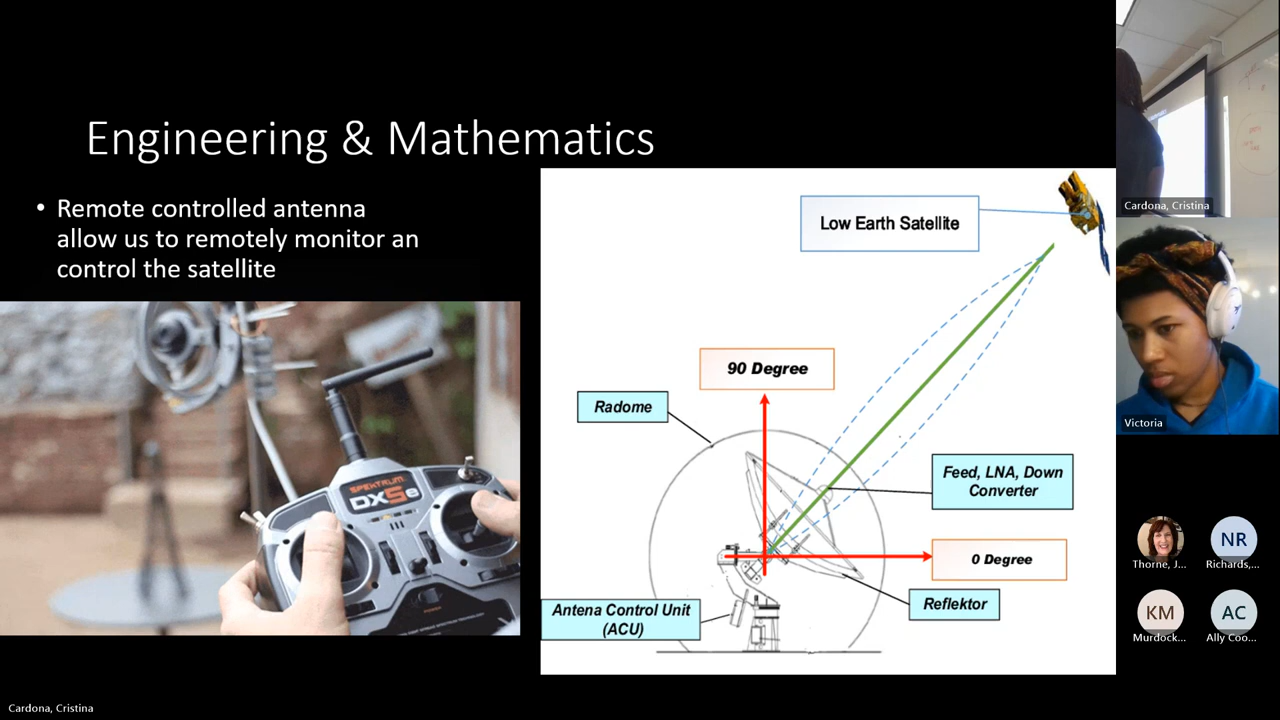 Engineering & Mathematics
• Remote controlled antenna
allow us to remotely monitor an
control the satellite
SPEKTRUM
DX5e
Low Earth Satellite
90 Degree
Radome
Feed, LNA, Down
Converter
0 Degree
Reflektor
Antena Control Unit
(ACU)
Cardona, Cristina
Victoria
Thorne, J...
NR
Richards,...
KM
Murdock...
AC
Ally Coo...
Cardona, Cristina